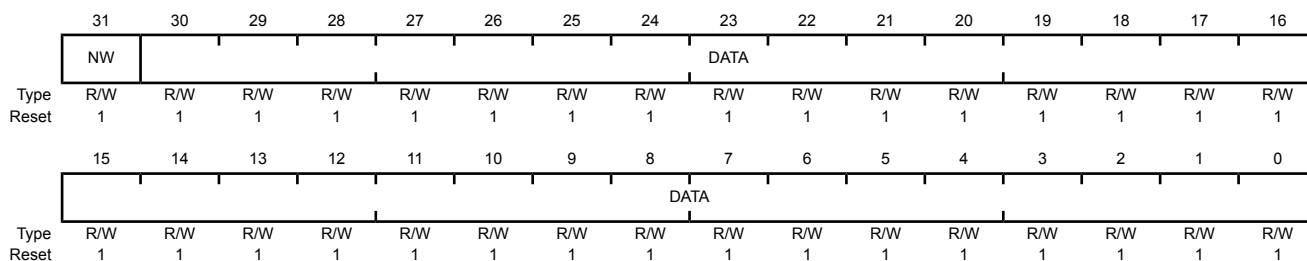 31 30 29 28 27 26 25 24 23 22 21 20 19 18 17 16
NW DATA
Type R/W R/W R/W R/W R/W R/W R/W R/W R/W R/W R/W R/W R/W R/W R/W R/W
Reset 1 1 1 1 1 1 1 1 1 1 1 1 1 1 1 1
15 14 13 12 11 10 9 8 7 6 5 4 3 2 1 0
DATA
Type R/W R/W R/W R/W R/W R/W R/W R/W R/W R/W R/W R/W R/W R/W R/W R/W
Reset 1 1 1 1 1 1 1 1 1 1 1 1 1 1 1 1